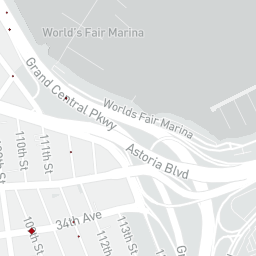 World's Fair Marina
Grand Central Pkwy
Worlds Fair Marina
Astoria Blvd
110th St
111th St
112th
113th St
34th Ave